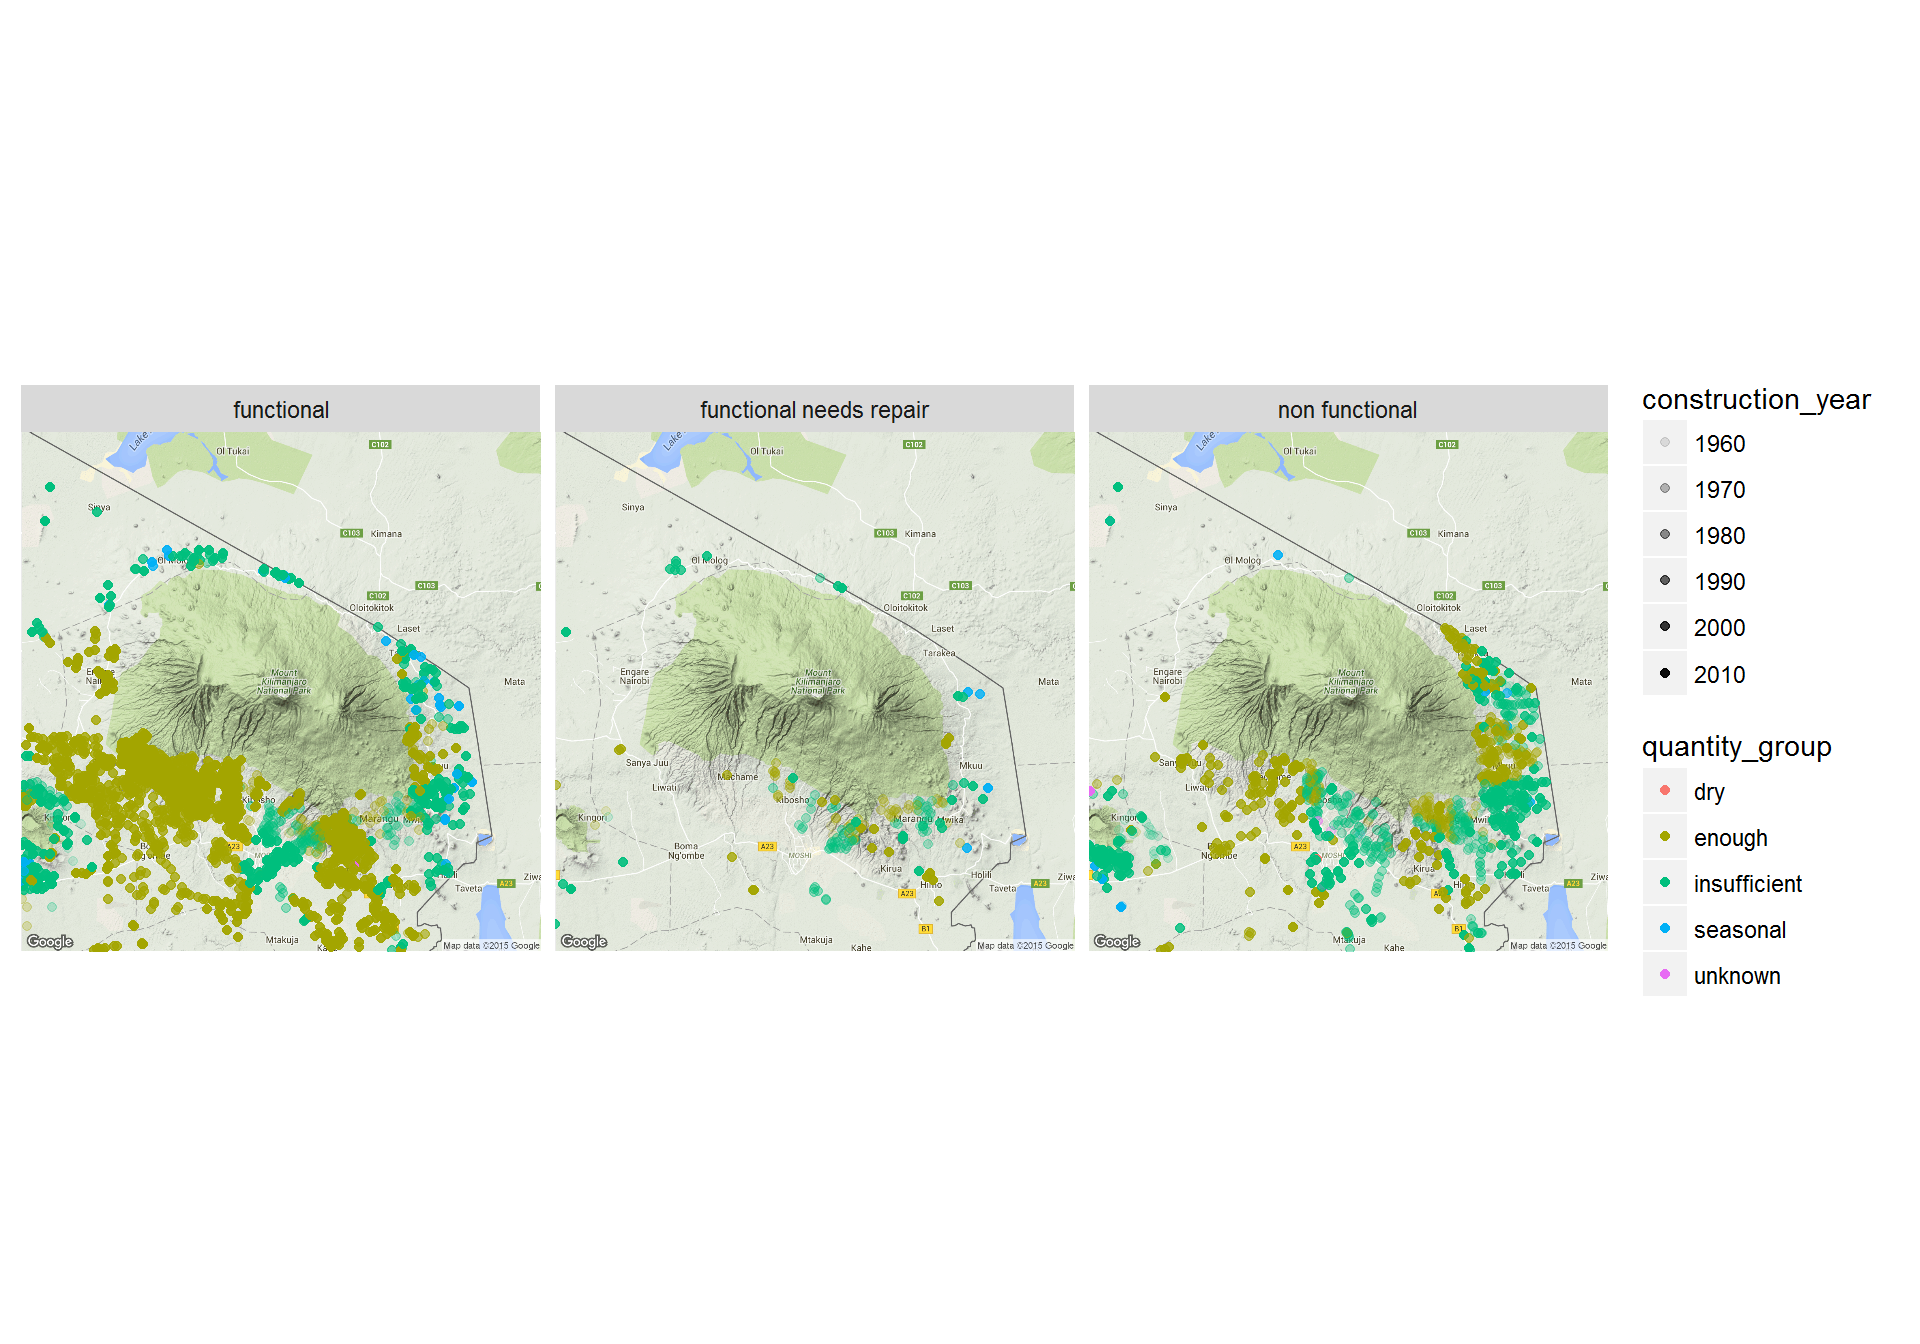 functional
Lake
C102
Ol Tukai
Sinya
C103
Kimana
C103
C102
Oloitokitok
Laset
Mount
Kilimanjaro
National Park
Mata
Kibosho
Marangu
Kingori
A23
Taveta
A23
Ziwa
Mtakuja
Google
Map data ©2015 Google
functional needs repair
Lake
C102
Ol Tukai
Sinya
C103
Kimana
Ol Molog
C103
C102
Oloitokitok
Laset
Tarakea
Engare
Nairobi
Mount
Kilimanjaro
National Park
Mata
Sanya Juu
Mkuu
Machame
Liwati
Kibosho
Kingori
Marangu
Mwika
Boma
Ng'ombe
A23
MOSHI
Kirua
Holili
Himo
Taveta
A23
Ziwa
A23
B1
Mtakuja
Kahe
Google
Map data ©2015 Google
non functional
Lake
C102
Ol Tukai
Sinya
C103
Kimana
Ol Molog
C103
C102
Oloitokitok
Laset
Engare
Nairobi
Mount
Kilimanjaro
National Park
Mata
Kingori
A23
Kirua
Taveta
A23
Ziwa
A23
B1
Mtakuja
Kahe
Google
Map data ©2015 Google
construction_year
1960
1970
1980
1990
2000
2010
quantity_group
dry
enough
insufficient
seasonal
unknown